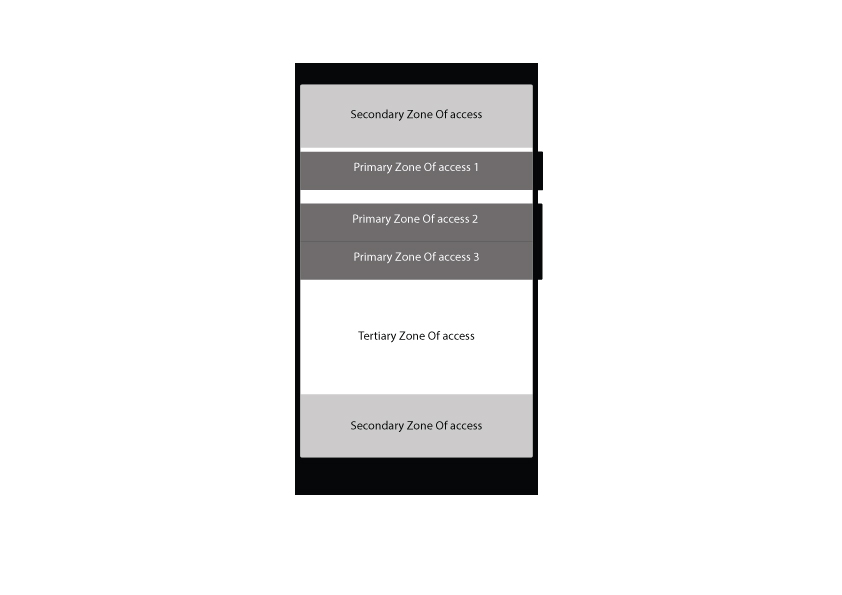 Secondary Zone Of access
Primary Zone Of access 1
Primary Zone Of access 2
Primary Zone Of access 3
Tertiary Zone Of access
Secondary Zone Of access